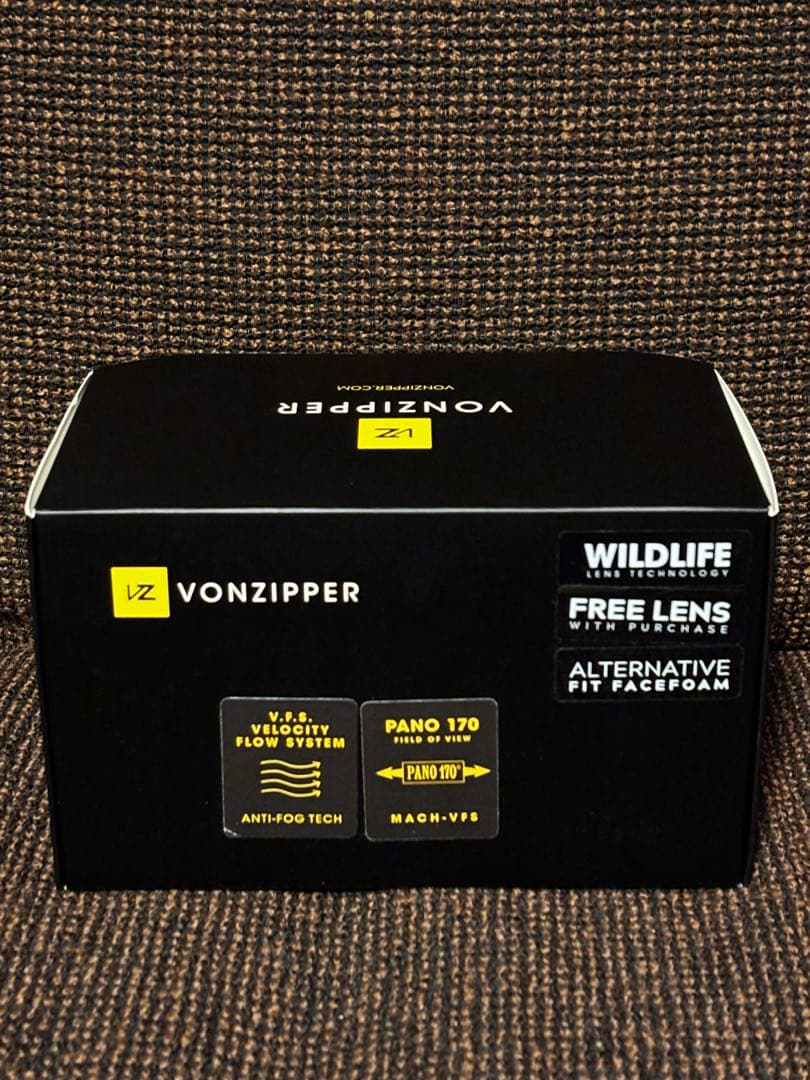 VONZIPPER.COM
VONZIPPER
VZ
VZ VONZIPPER
WILDLIFE
LENS TECHNOLOGY
FREE LENS
WITH PURCHASE
ALTERNATIVE
FIT FACEFOAM
V.F.S.
VELOCITY
FLOW SYSTEM
ANTI-FOG TECH
PANO 170
FIELD OF VIEW
PANO 170°
MACH-VFS